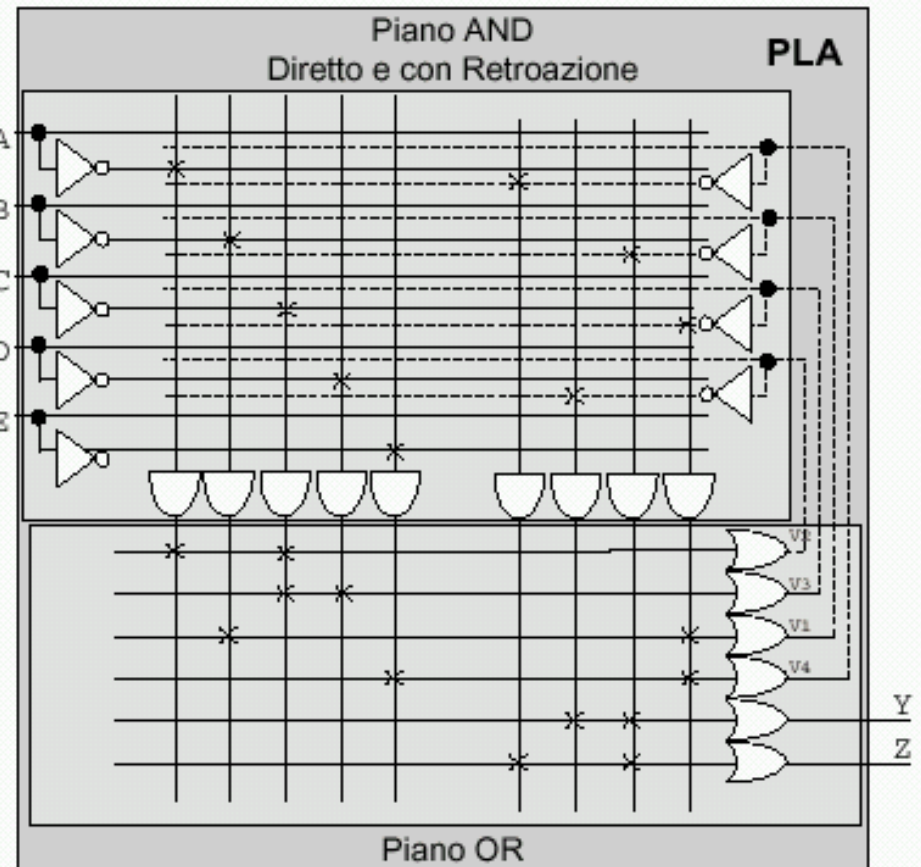 Piano AND
Diretto e con Retroazione
PLA
A
B
C
D
E
V2
V3
V1
V4
Y
Z
Piano OR